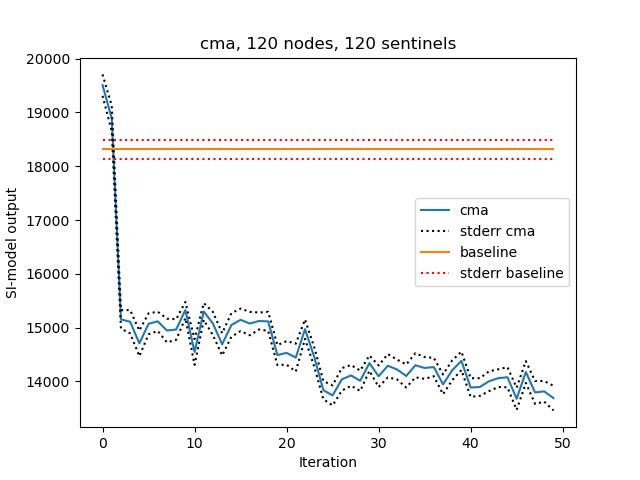 cma, 120 nodes, 120 sentinels
20000
19000
18000
17000
16000
15000
14000
SI-model output
cma
stderr cma
baseline
stderr baseline
0 10 20 30 40 50
Iteration